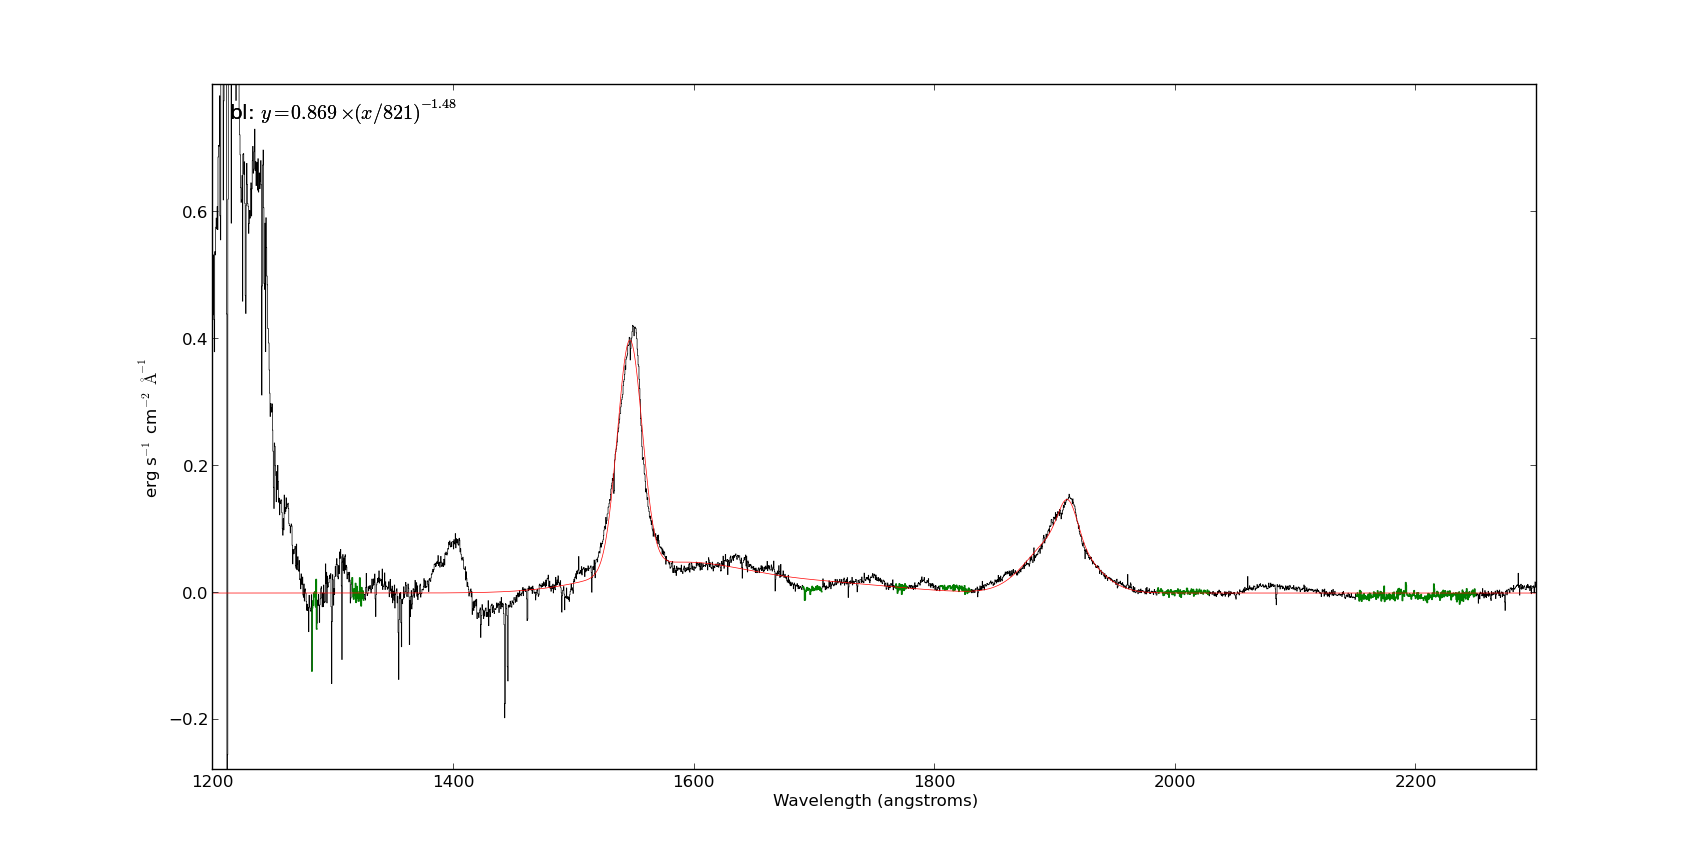 bl: y=0.869×(x/821)^−1.48
0.6
0.4
0.2
0.0
−0.2
erg s⁻¹ cm⁻² Å⁻¹
1200 1400 1600 1800 2000 2200
Wavelength (angstroms)